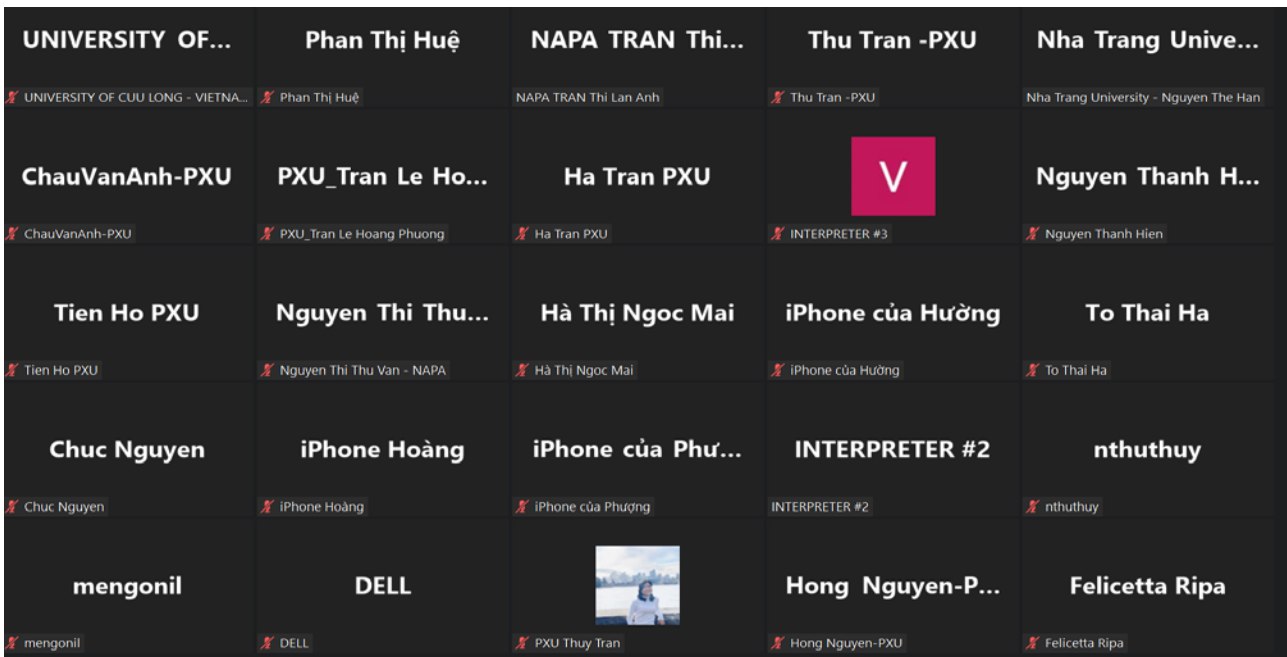 UNIVERSITY OF...
Phan Thị Huệ
NAPA TRAN Thi...
Thu Tran -PXU
Nha Trang Unive...
UNIVERSITY OF CUU LONG - VIETNA...
Phan Thị Huệ
NAPA TRAN Thi Lan Anh
Thu Tran -PXU
Nha Trang University - Nguyen The Han
ChauVanAnh-PXU
PXU_Tran Le Ho...
Ha Tran PXU
V
Nguyen Thanh H...
ChauVanAnh-PXU
PXU_Tran Le Hoang Phuong
Ha Tran PXU
INTERPRETER #3
Nguyen Thanh Hien
Tien Ho PXU
Nguyen Thi Thu...
Hà Thị Ngoc Mai
iPhone của Hường
To Thai Ha
Tien Ho PXU
Nguyen Thi Thu Van - NAPA
Hà Thị Ngoc Mai
iPhone của Hường
To Thai Ha
Chuc Nguyen
iPhone Hoàng
iPhone của Phư...
INTERPRETER #2
nthuthuy
Chuc Nguyen
iPhone Hoàng
iPhone của Phượng
INTERPRETER #2
nthuthuy
mengonil
DELL
Hong Nguyen-P...
Felicetta Ripa
mengonil
DELL
PXU Thuy Tran
Hong Nguyen-PXU
Felicetta Ripa